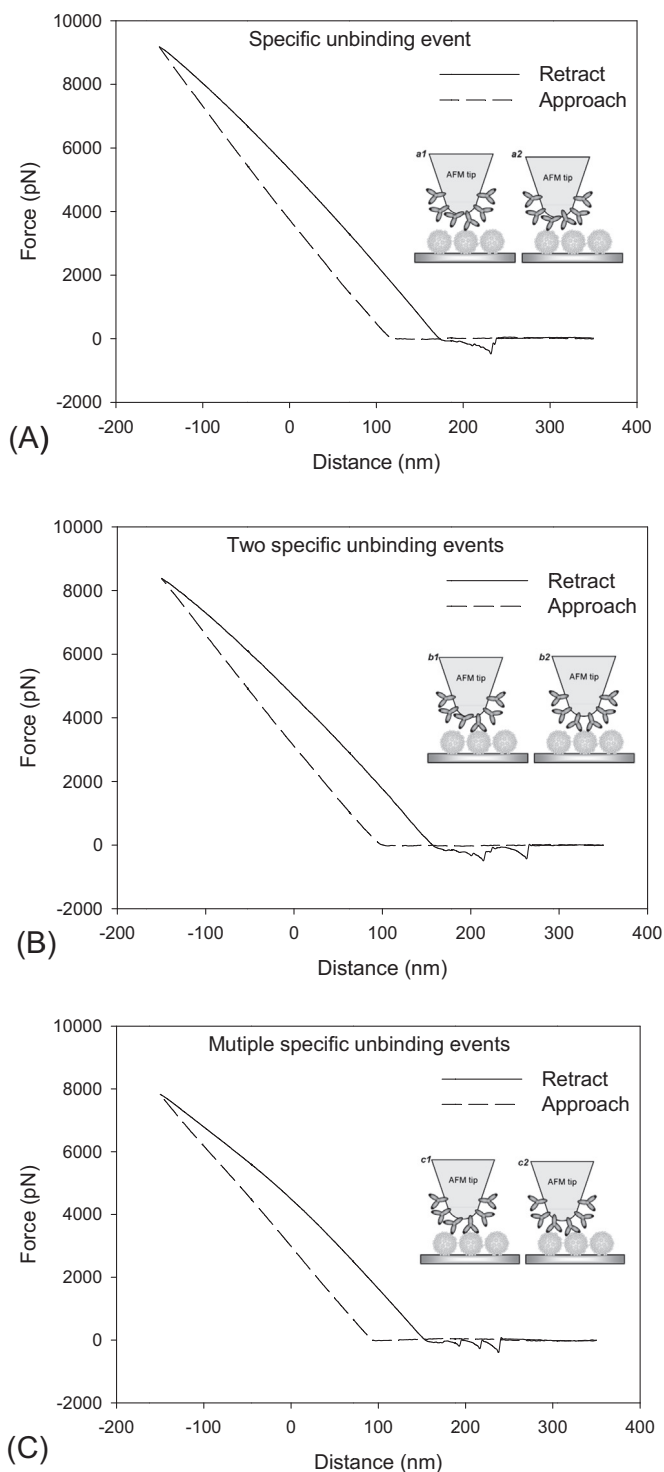 10000
Specific unbinding event
8000
Retract
Approach
6000
a1
a2
AFM tip
AFM tip
4000
2000
0
-2000
Force (pN)
-200 -100 0 100 200 300 400
(A)
Distance (nm)
10000
Two specific unbinding events
8000
Retract
Approach
6000
b1
b2
AFM tip
AFM tip
4000
2000
0
-2000
Force (pN)
-200 -100 0 100 200 300 400
(B)
Distance (nm)
10000
Mutiple specific unbinding events
8000
Retract
Approach
6000
c1
c2
AFM tip
AFM tip
4000
2000
0
-2000
Force (pN)
-200 -100 0 100 200 300 400
(C)
Distance (nm)